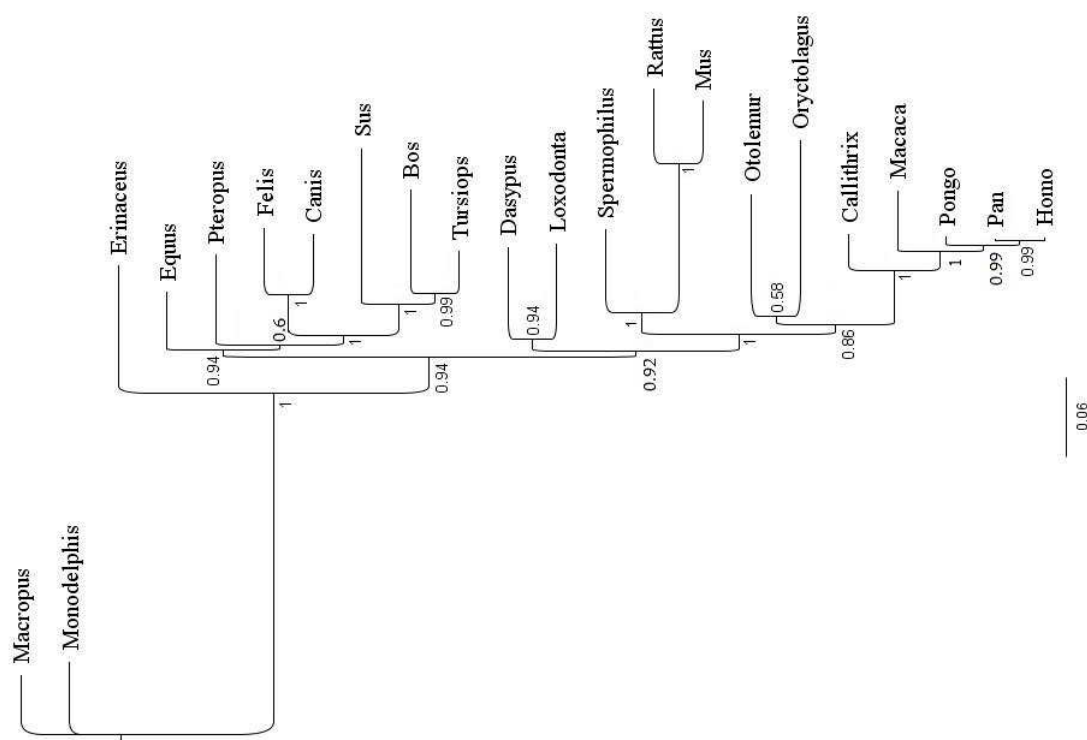 Macropus
Monodelphis
Erinaceus
Equus
Pteropus
Felis
Canis
Sus
Bos
Tursiops
Dasypus
Loxodonta
Spermophilus
Rattus
Mus
Otolemur
Oryctolagus
Callithrix
Macaca
Pongo
Pan
Homo
1
0.94
0.94
0.6
1
1
1
0.99
0.92
0.94
1
1
1
0.86
0.58
1
1
0.99
0.99
0.06